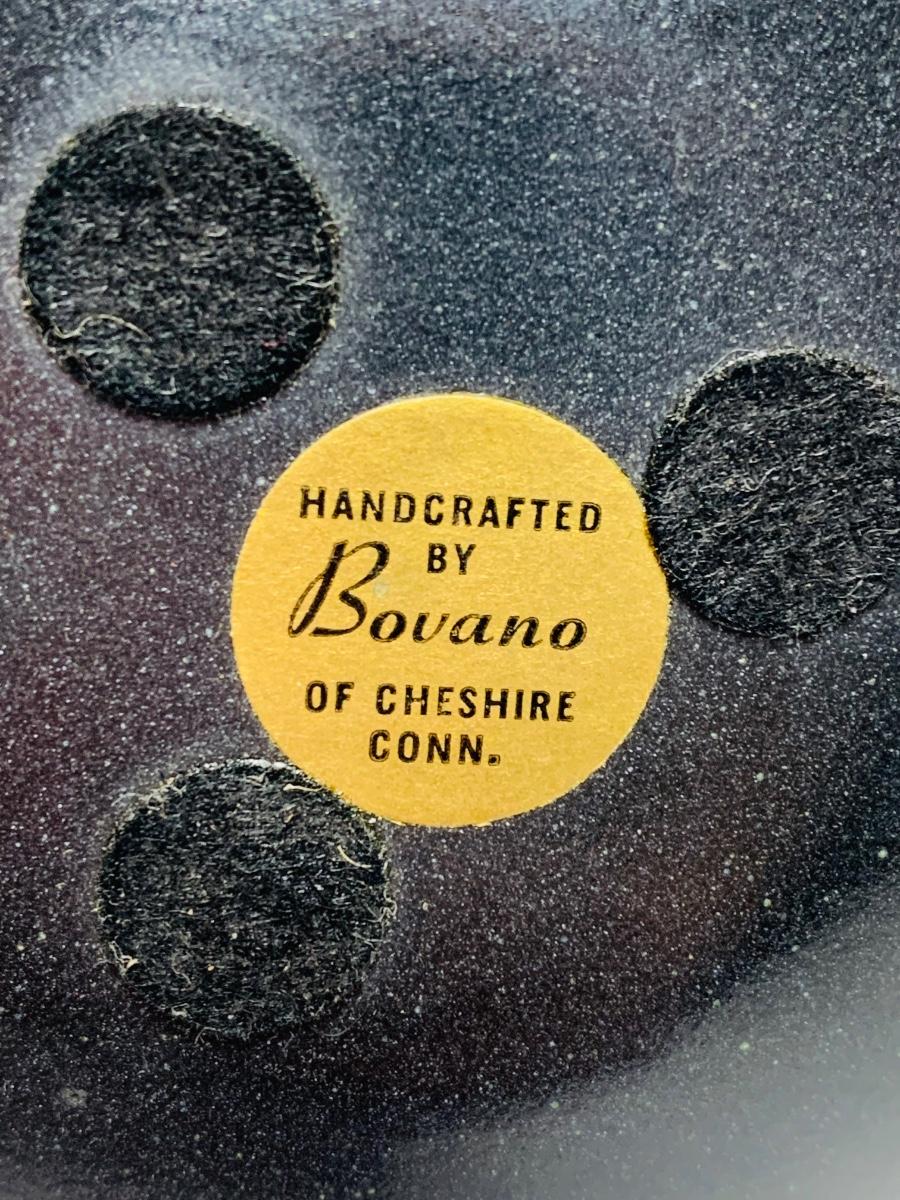 HANDCRAFTED
BY
Bovano
OF CHESHIRE
CONN.